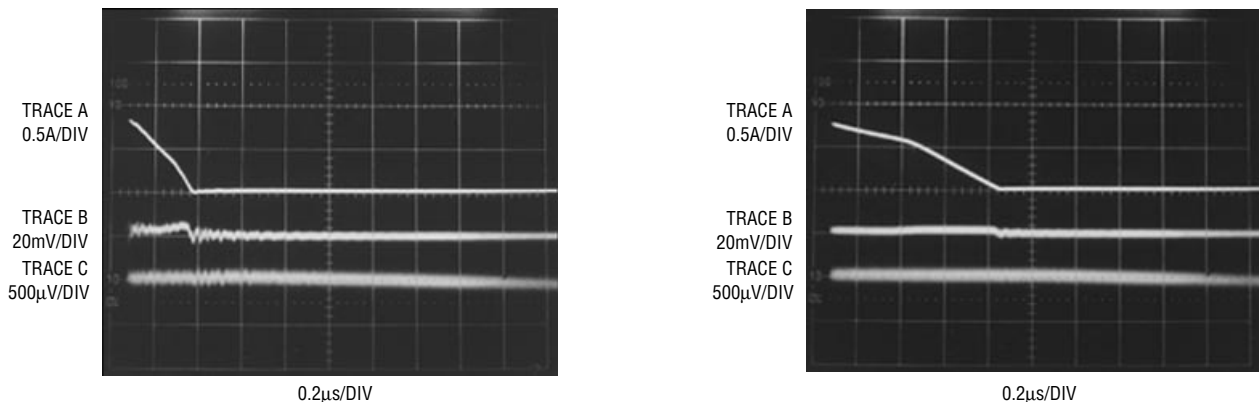 TRACE A
0.5A/DIV
TRACE B
20mV/DIV
TRACE C
500µV/DIV
0.2µs/DIV
TRACE A
0.5A/DIV
TRACE B
20mV/DIV
TRACE C
500µV/DIV
0.2µs/DIV